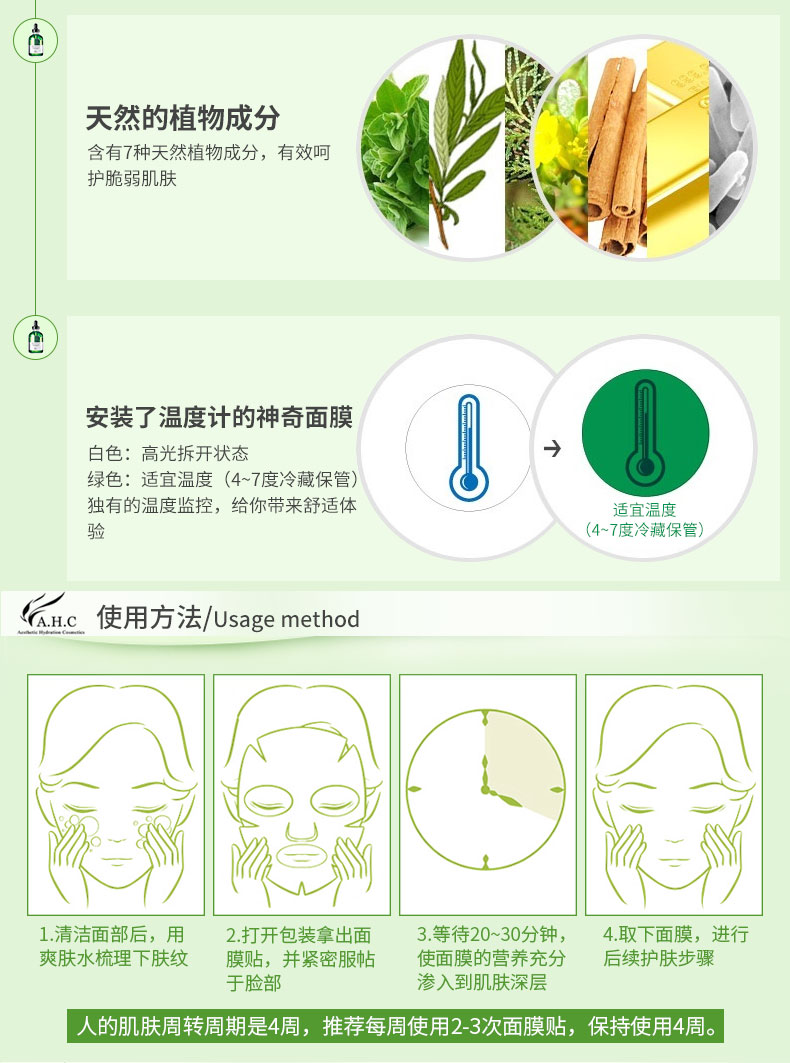 天然的植物成分
含有7种天然植物成分，有效呵
护脆弱肌肤
安装了温度计的神奇面膜
白色：高光拆开状态
绿色：适宜温度（4~7度冷藏保管）
独有的温度监控，给你带来舒适体
验
适宜温度
（4~7度冷藏保管）
A.H.C
Aesthetic Hydration Cosmetics
使用方法/Usage method
1.清洁面部后，用
爽肤水梳理下肤纹
2.打开包装拿出面
膜贴，并紧密服帖
于脸部
3.等待20~30分钟，
使面膜的营养充分
渗入到肌肤深层
4.取下面膜，进行
后续护肤步骤
人的肌肤周转周期是4周，推荐每周使用2-3次面膜贴，保持使用4周。